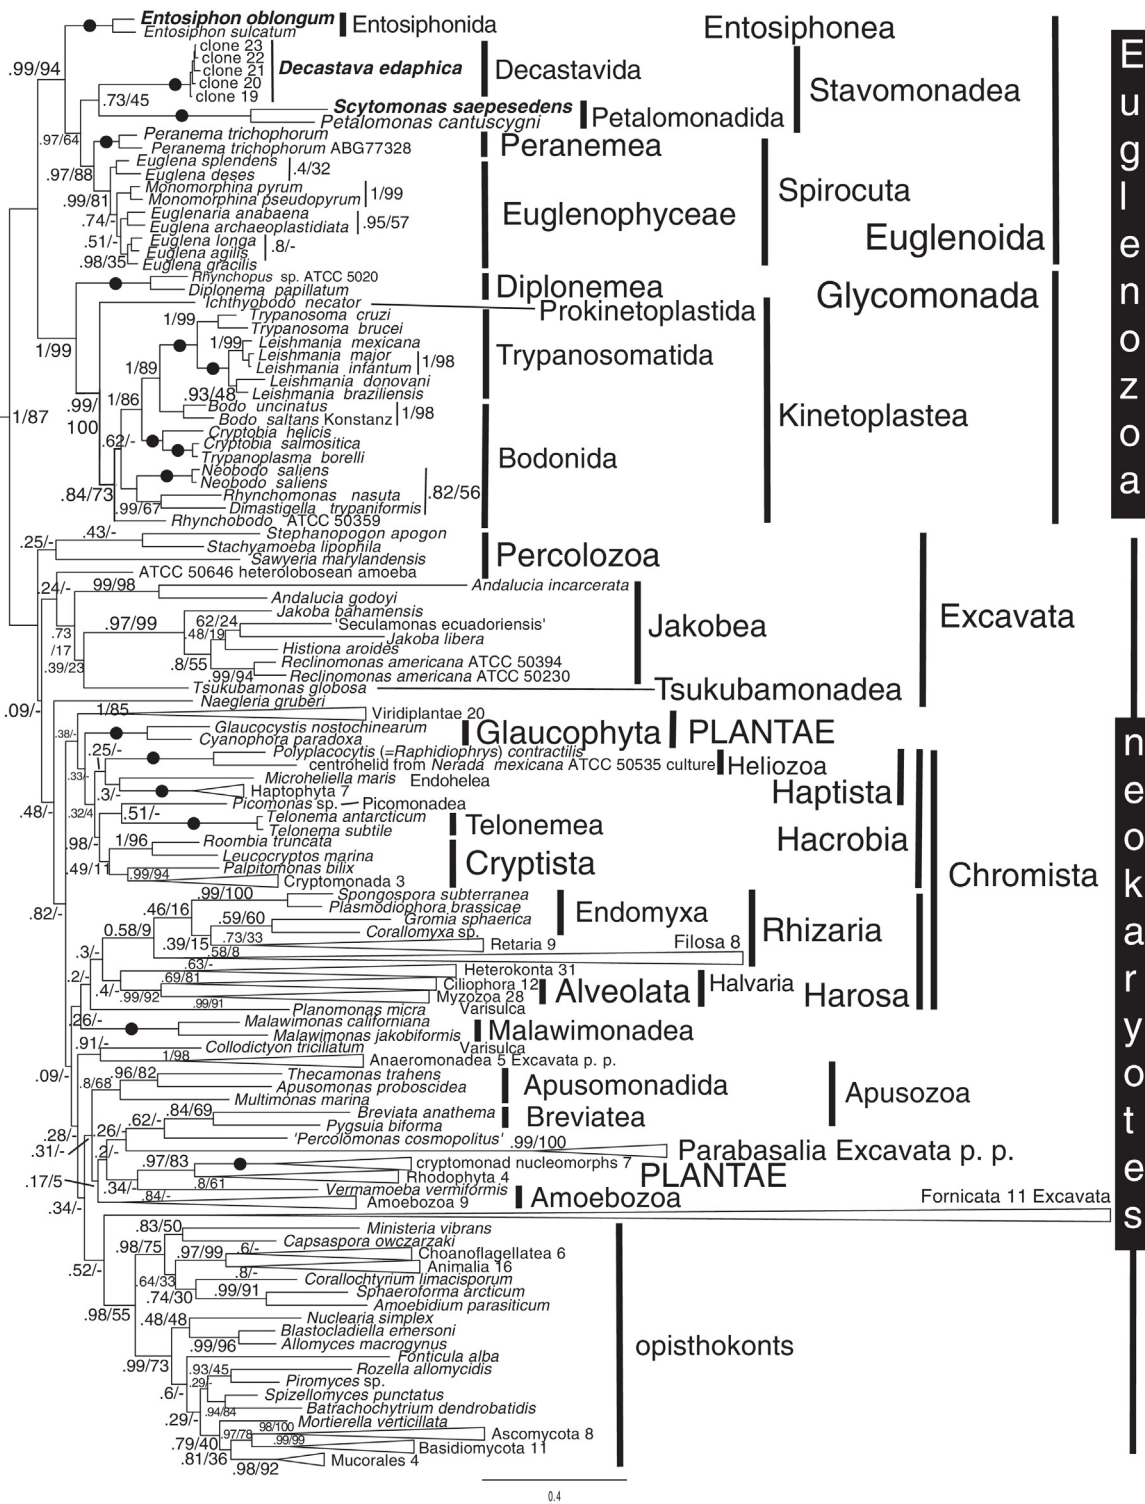 Entosiphon oblongum
Entosiphonida
Entosiphonea
Entosiphon sulcatum
clone 23
clone 22
clone 21
clone 20
clone 19
Decastava edaphica
Decastavida
Stavomonadea
.99/94
.73/45
Scytomonas saepesedens
Petalomonas cantuscygni
Petalomonadida
.97/64
Peranema trichophorum
Peranema trichophorum ABG77328
Peranemea
.97/88
Euglena splendens
Euglena deses
.4/32
.99/81
Monomorphina pyrum
Monomorphina pseudopyrum
1/99
Spirocuta
.74/-
Euglenaria anabaena
Euglena archaeoplastidiata
.95/57
Euglenophyceae
.51/-
Euglena longa
Euglena agilis
.8/-
Euglenoida
.98/35
Euglena gracilis
Rhynchopus sp. ATCC 5020
Diplonema papillatum
Diplonemea
Glycomonada
Ichthyobodo necator
Prokinetoplastida
1/99
Trypanosoma cruzi
Trypanosoma brucei
1/99
1/99
Leishmania mexicana
Leishmania major
Leishmania infantum
1/98
Trypanosomatida
1/89
Leishmania donovani
.93/48
Leishmania braziliensis
1/87
.99/
100
1/86
Bodo uncinatus
Bodo saltans Konstanz
1/98
Kinetoplastea
.62/-
Cryptobia helicis
Cryptobia salmositica
Trypanoplasma borelli
Bodonida
Neobodo saliens
Neobodo saliens
.84/73
Rhynchomonas nasuta
.82/56
.99/67
Dimastigella trypaniformis
Rhynchobodo ATCC 50359
Euglenozoa
.43/-
Stephanopogon apogon
.25/-
Stachyamoeba lipophila
Sawyeria marylandensis
Percolozoa
ATCC 50646 heterolobosean amoeba
.24/-
99/98
Andalucia incarcerata
Andalucia godoyi
Jakoba bahamensis
.73
/17
.97/99
62/24
'Seculamonas ecuadoriensis'
.48/19
Jakoba libera
Jakobea
Excavata
Histiona aroides
.39/23
.8/55
Reclinomonas americana ATCC 50394
.99/94
Reclinomonas americana ATCC 50230
Tsukubamonas globosa
Tsukubamonadea
.09/-
Naegleria gruberi
1/85
Viridiplantae 20
.38/-
Glaucocystis nostochinearum
Cyanophora paradoxa
Glaucophyta
PLANTAE
.25/-
Polyplacocytis (=Raphidiophrys) contractilis
centrohelid from Nerada mexicana ATCC 50535 culture
Heliozoa
.33/-
Microheliella maris Endohelea
.3/-
Haptophyta 7
Haptista
.48/-
.32/4
Picomonas sp.
Picomonadea
.51/-
Telonema antarcticum
Telonema subtile
Telonemea
Hacrobia
.98/-
1/96
Roombia truncata
Leucocryptos marina
.49/11
Palpitomonas bilix
.99/94
Cryptomonada 3
Cryptista
Chromista
.99/100
Spongospora subterranea
.46/16
Plasmodiophora brassicae
Endomyxa
.82/-
.59/60
Gromia sphaerica
0.58/9
Corallomyxa sp.
Rhizaria
.39/15
.73/33
Retaria 9
Filosa 8
.3/-
.58/8
.63/-
Heterokonta 31
.2/-
.69/81
Ciliophora 12
Halvaria
.4/-
.99/92
Myzozoa 28
Alveolata
Harosa
.99/91
Planomonas micra
Varisulca
.26/-
Malawimonas californiana
Malawimonas jakobiformis
Malawimonadea
.91/-
Collodictyon triciliatum
Varisulca
1/98
Anaeromonadea 5 Excavata p. p.
.09/-
.96/82
Thecamonas trahens
.8/68
Apusomonas proboscidea
Apusomonadida
Apusozoa
Multimonas marina
.84/69
Breviata anathema
.62/-
Pygsuia biforma
Breviatea
.28/-
.26/-
'Percolomonas cosmopolitus'
.31/-
.99/100
Parabasalia Excavata p. p.
.2/-
.97/83
cryptomonad nucleomorphs 7
PLANTAE
.17/5
.34/-
.8/61
Rhodophyta 4
Vermamoeba vermiformis
.84/-
Amoebozoa 9
Amoebozoa
.34/-
Fornicata 11 Excavata
neokaryotes
.83/50
Ministeria vibrans
.98/75
Capsaspora owczarzaki
.97/99
.6/-
Choanoflagellatea 6
Animalia 16
.52/-
.64/33
.8/-
Corallochtyrium limacisporum
.74/30
.99/91
Sphaeroforma arcticum
Amoebidium parasiticum
.98/55
.48/48
Nuclearia simplex
Blastocladiella emersoni
.99/96
Allomyces macrogynus
opisthokonts
.99/73
Fonticula alba
.93/45
Rozella allomycidis
.29/-
Piromyces sp.
.6/-
Spizellomyces punctatus
.94/84
Batrachochytrium dendrobatidis
.29/-
Mortierella verticillata
98/100
.97/78
Ascomycota 8
.99/99
.79/40
Basidiomycota 11
.81/36
Mucorales 4
.98/92
0.4